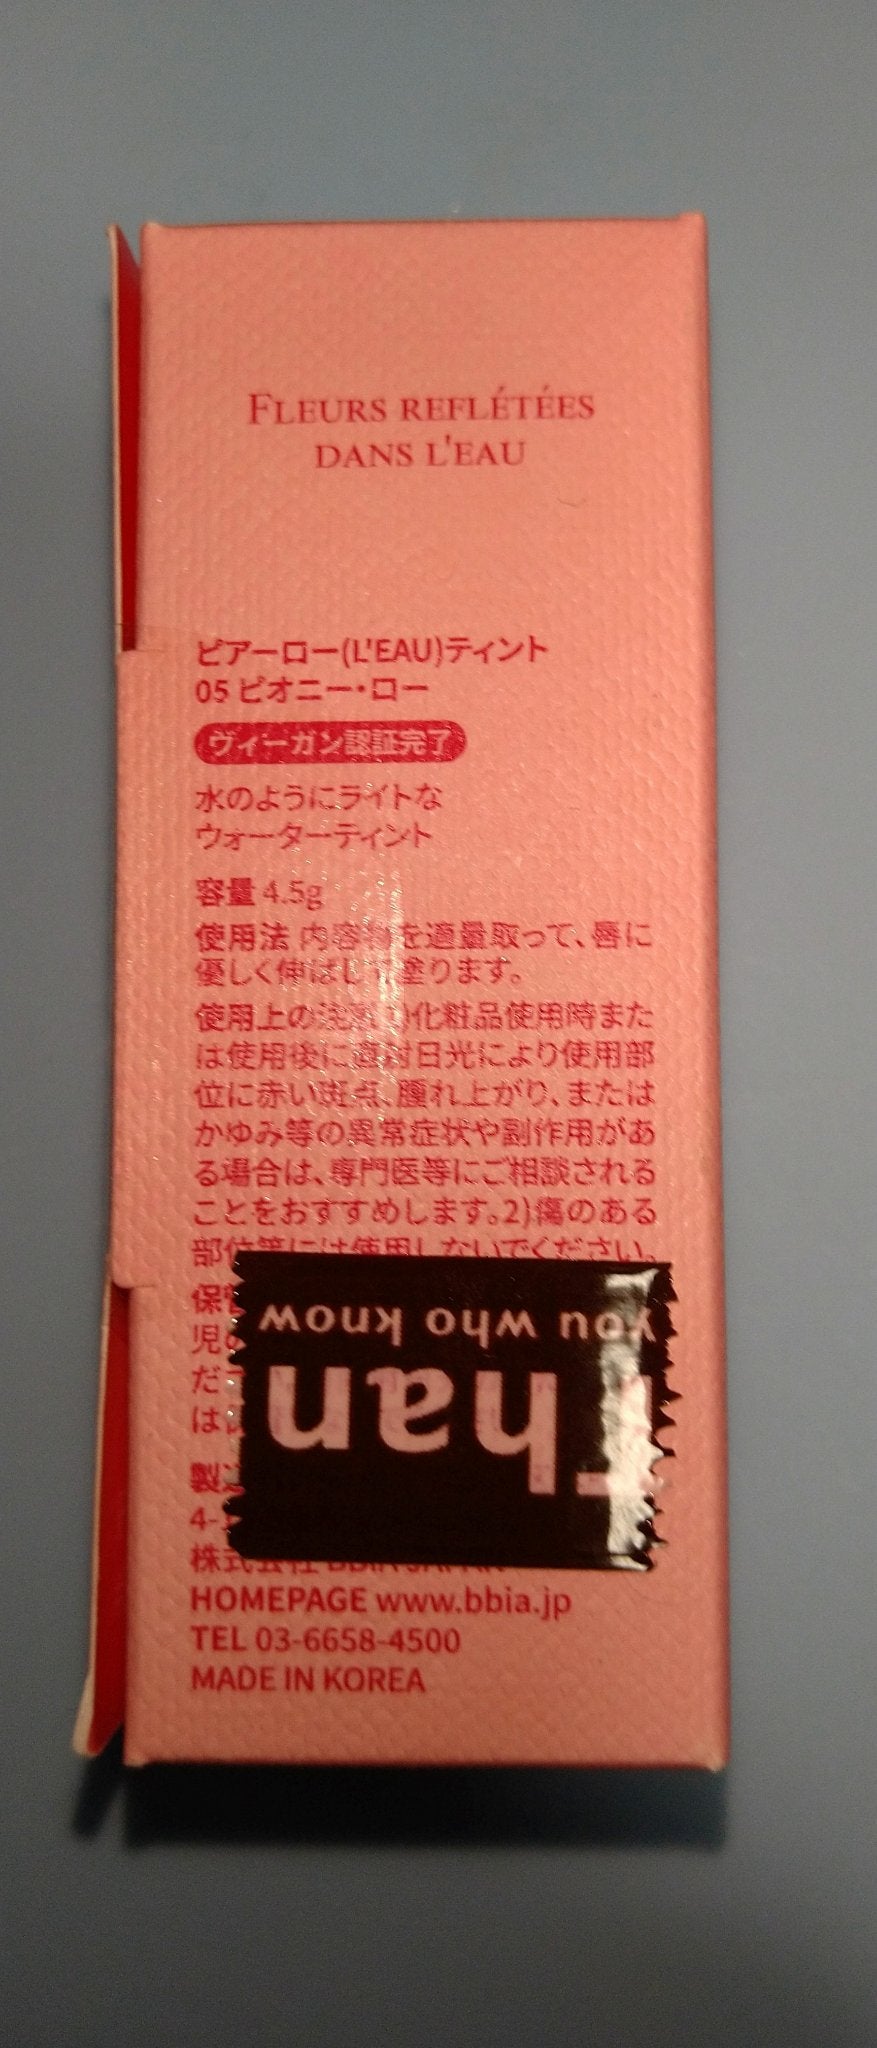 FLEURS REFLÉTÉES
DANS L'EAU
ピアーロー(L'EAU)ティント
05 ピオニー・ロー
ヴィーガン認証完了
水のようにライトな
ウォーターティント
容量 4.5g
使用法 内容物を適量取って、唇に
優しく伸ばして塗ります。
使用上の注意 1)化粧品使用時また
は使用後に直射日光により使用部
位に赤い斑点、腫れ上がり、または
かゆみ等の異常症状や副作用があ
る場合は、専門医等にご相談される
ことをおすすめします。2)傷のある
部位等には使用しないでください。
児の
は
you who know
han
株式会社 BBIA JAPAN
HOMEPAGE www.bbia.jp
TEL 03-6658-4500
MADE IN KOREA